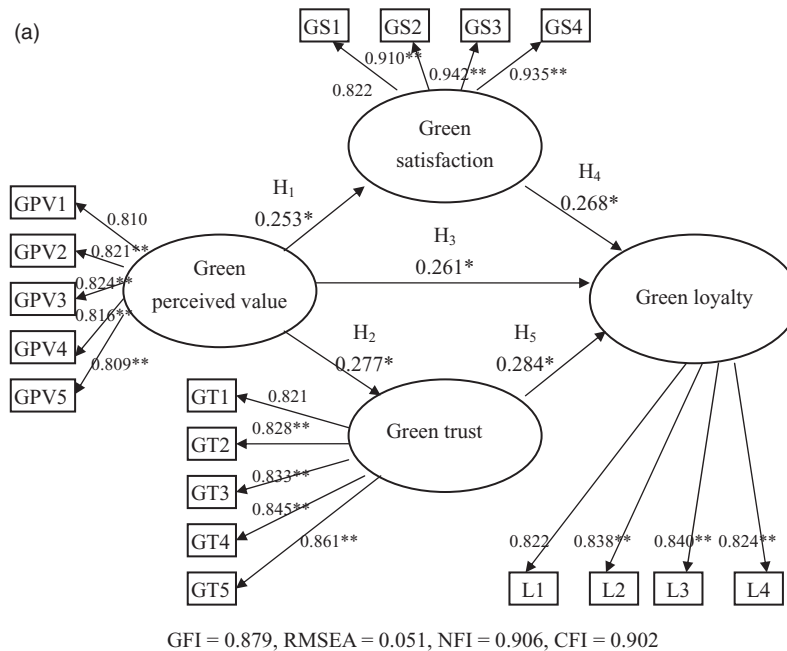 (a)
GS1 GS2 GS3 GS4
0.910**
0.942** 0.935**
0.822
Green
satisfaction
H₁
0.253*
H₄
0.268*
GPV1
0.810
GPV2
0.821**
GPV3
0.824**
GPV4
0.816**
GPV5
0.809**
Green
perceived value
H₃
0.261*
Green loyalty
H₂
0.277*
H₅
0.284*
GT1
0.821
GT2
0.828**
GT3
0.833**
GT4
0.845**
GT5
0.861**
Green trust
0.822 0.838** 0.840** 0.824**
L1 L2 L3 L4
GFI = 0.879, RMSEA = 0.051, NFI = 0.906, CFI = 0.902